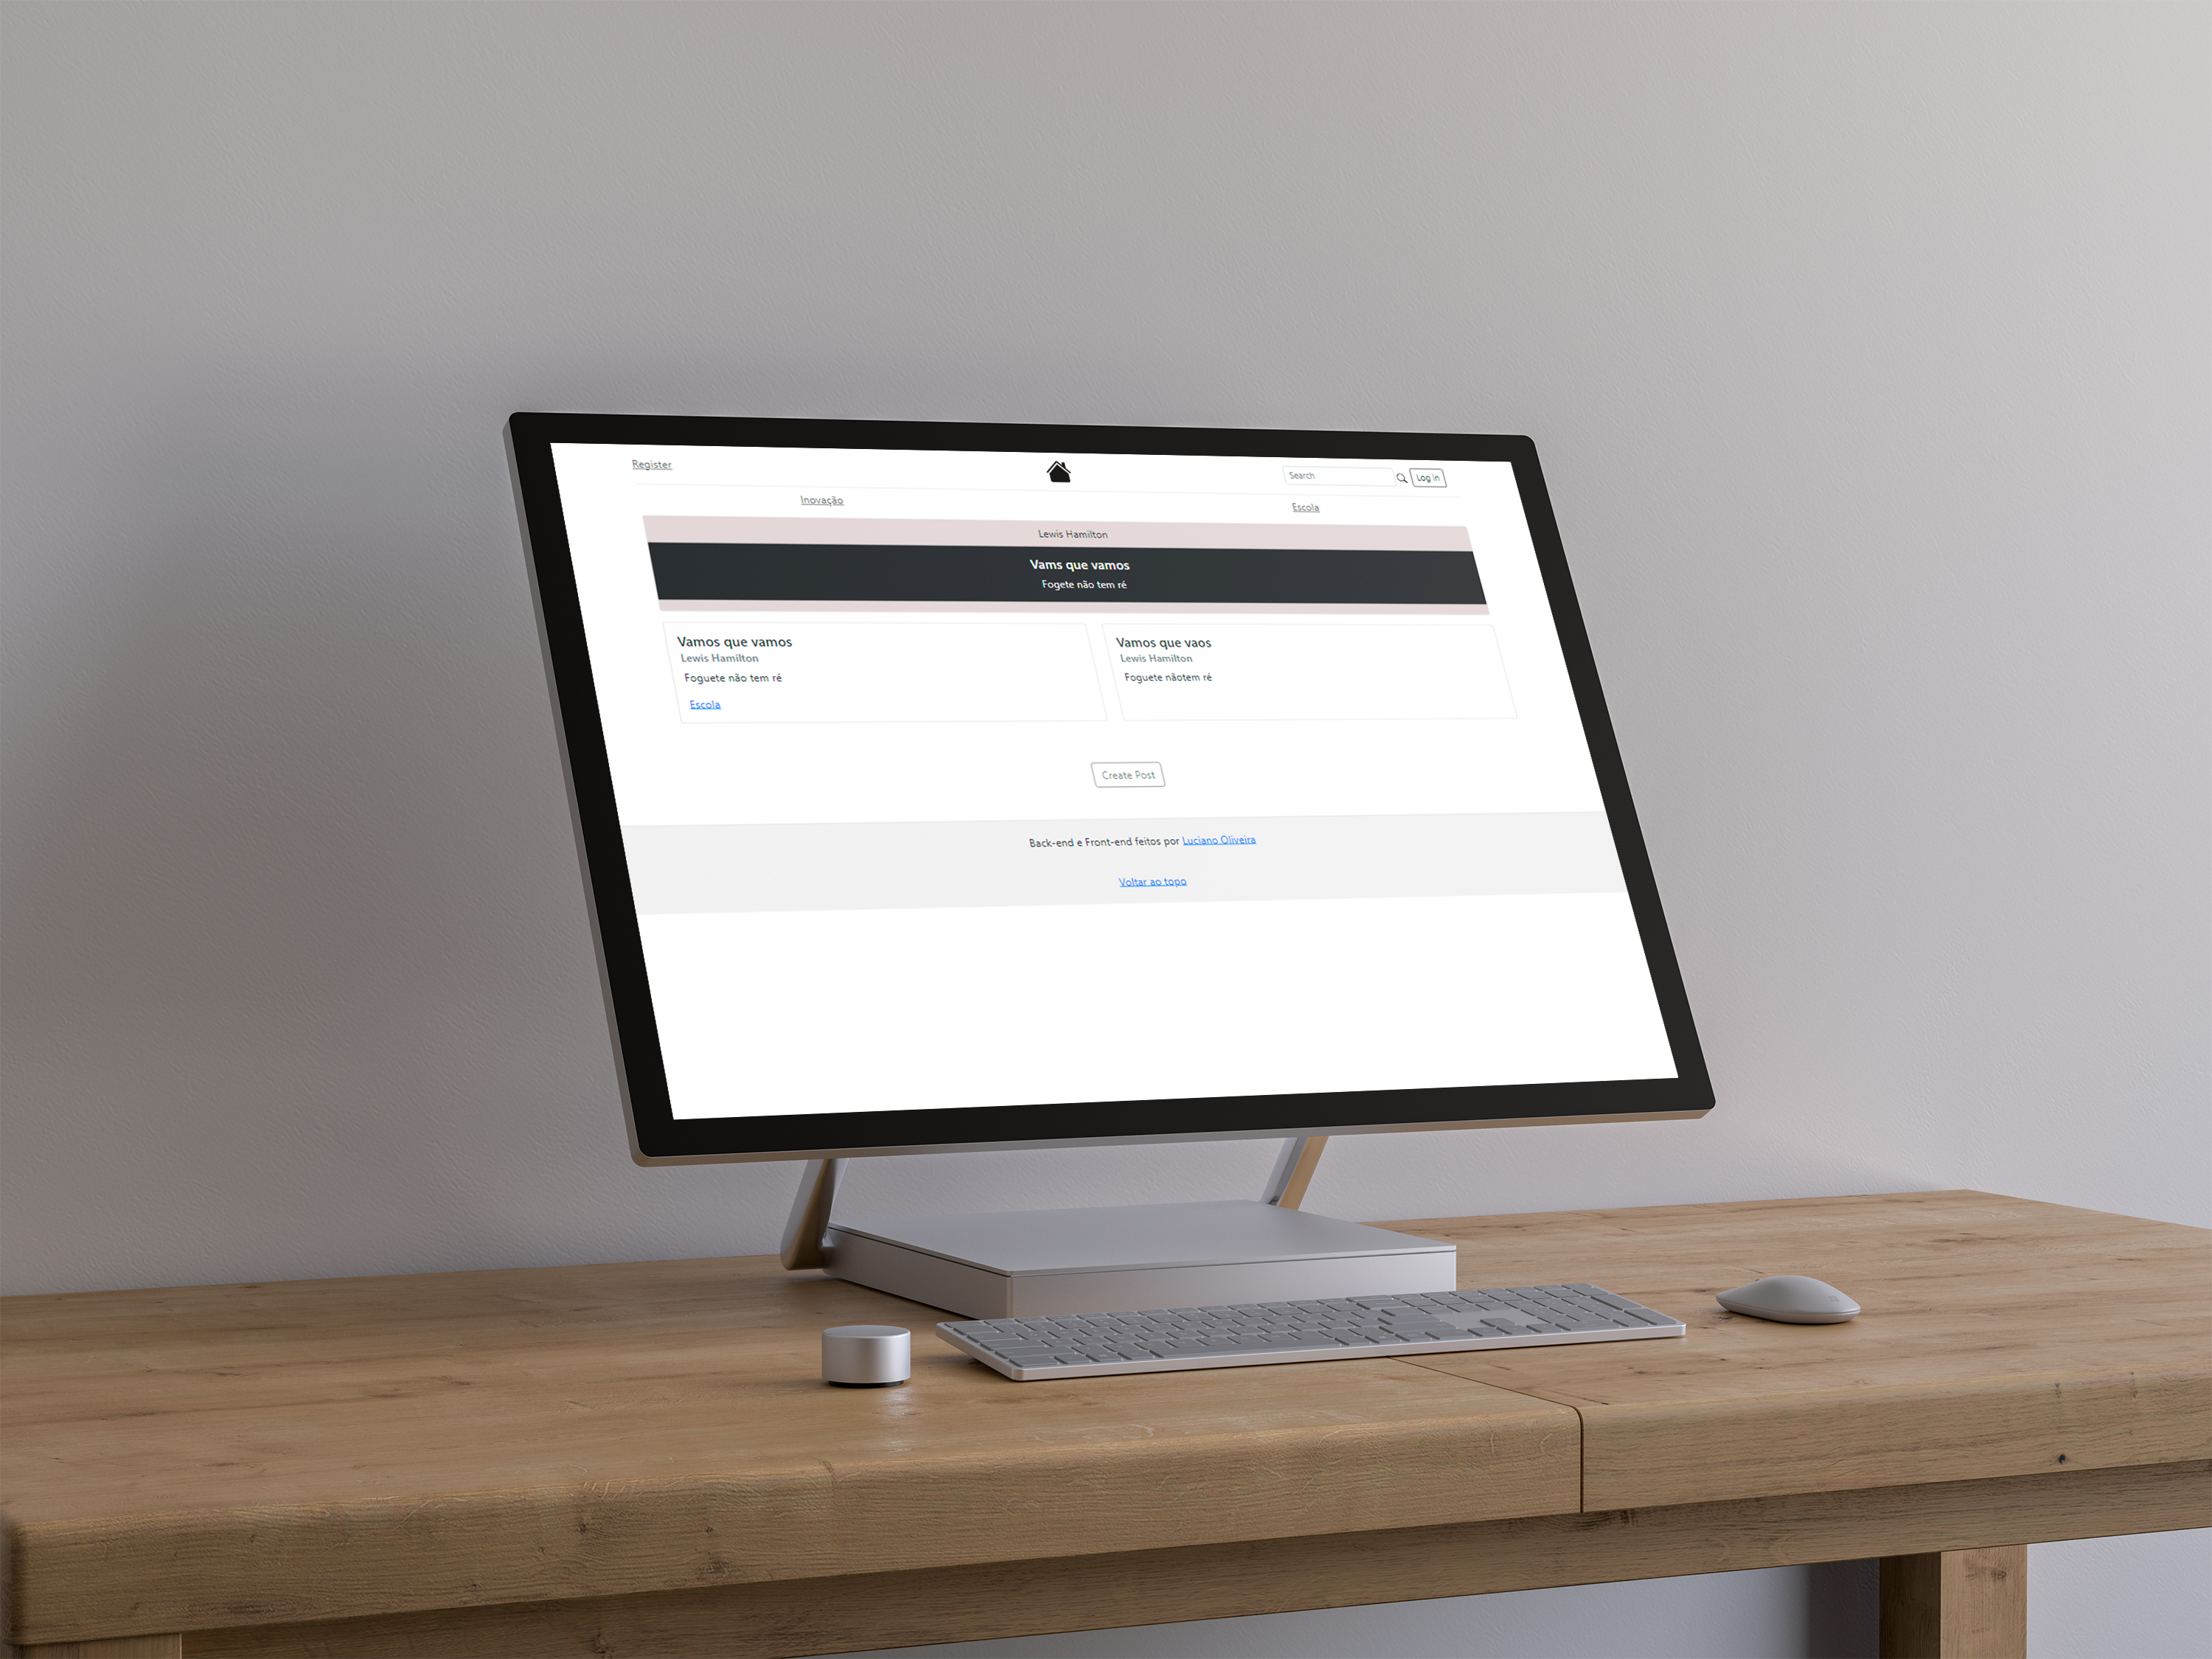 Register
Search
Log in
Inovação
Escola
Lewis Hamilton
Vams que vamos
Fogete não tem ré
Vamos que vamos
Lewis Hamilton
Foguete não tem ré
Escola
Vamos que vaos
Lewis Hamilton
Foguete nãotem ré
Create Post
Back-end e Front-end feitos por Luciano Oliveira
Voltar ao topo